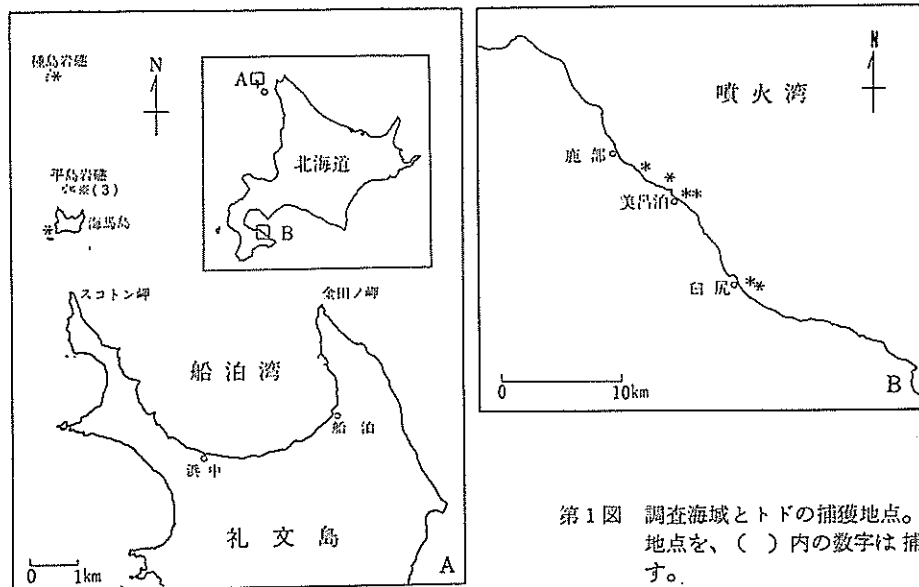 種島岩礁
*
N
A
北海道
B
平島岩礁
※(3)
海馬島
*
スコトン岬
金田ノ岬
船泊湾
船泊
浜中
礼文島
0 1km
A
N
噴火湾
鹿部
*
*
**
美呂泊
臼尻
**
0 10km
B
第1図 調査海域とトドの捕獲地点。
地点を、( )内の数字は捕
す。